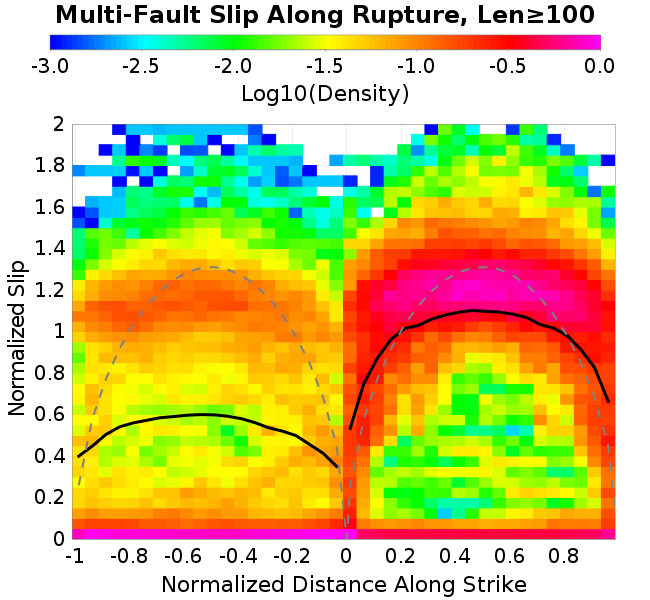 Multi-Fault Slip Along Rupture, Len≥100
-3.0 -2.5 -2.0 -1.5 -1.0 -0.5 0.0
Log10(Density)
2
1.8
1.6
1.4
1.2
1
0.8
0.6
0.4
0.2
0
Normalized Slip
-1 -0.8 -0.6 -0.4 -0.2 0 0.2 0.4 0.6 0.8
Normalized Distance Along Strike